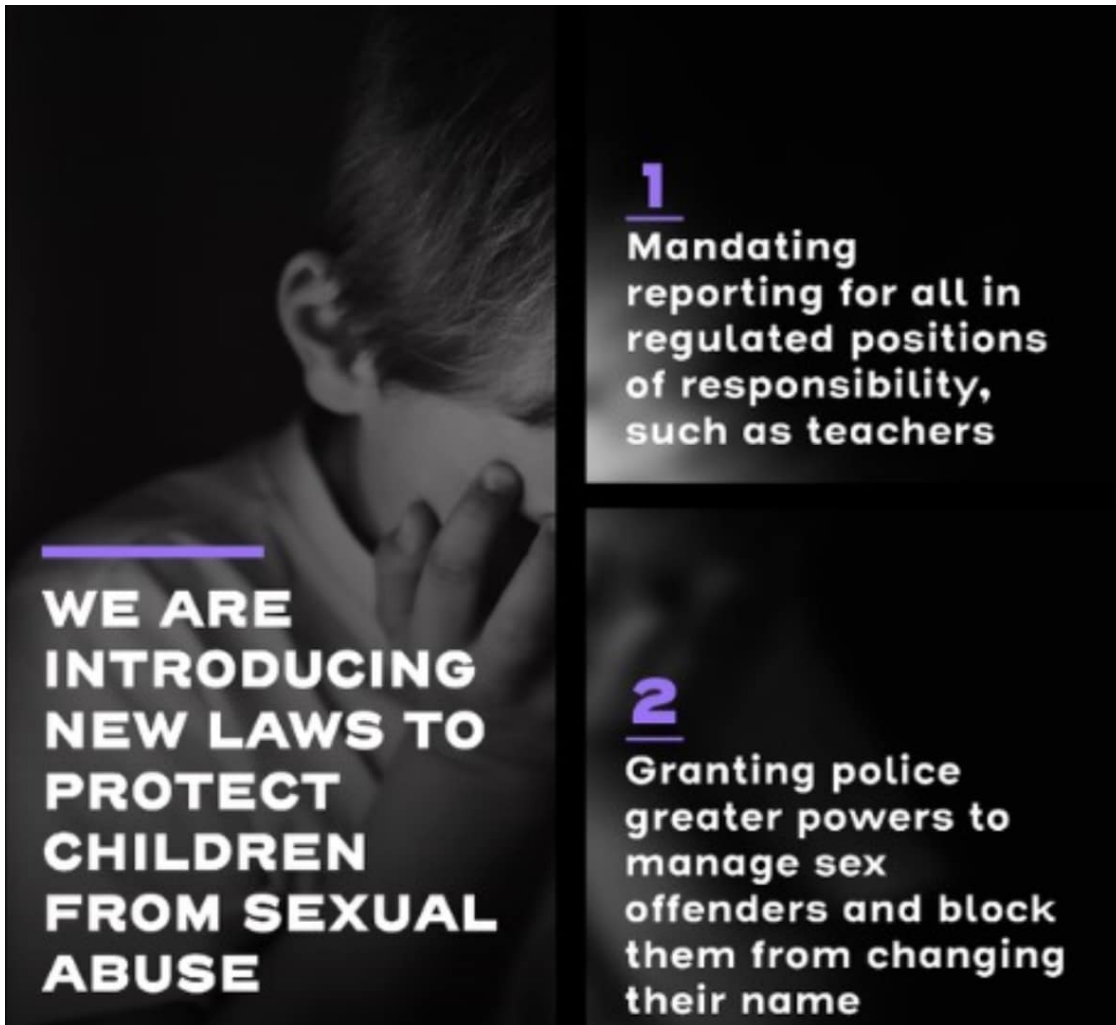 WE ARE
INTRODUCING
NEW LAWS TO
PROTECT
CHILDREN
FROM SEXUAL
ABUSE
1
Mandating
reporting for all in
regulated positions
of responsibility,
such as teachers
2
Granting police
greater powers to
manage sex
offenders and block
them from changing
their name